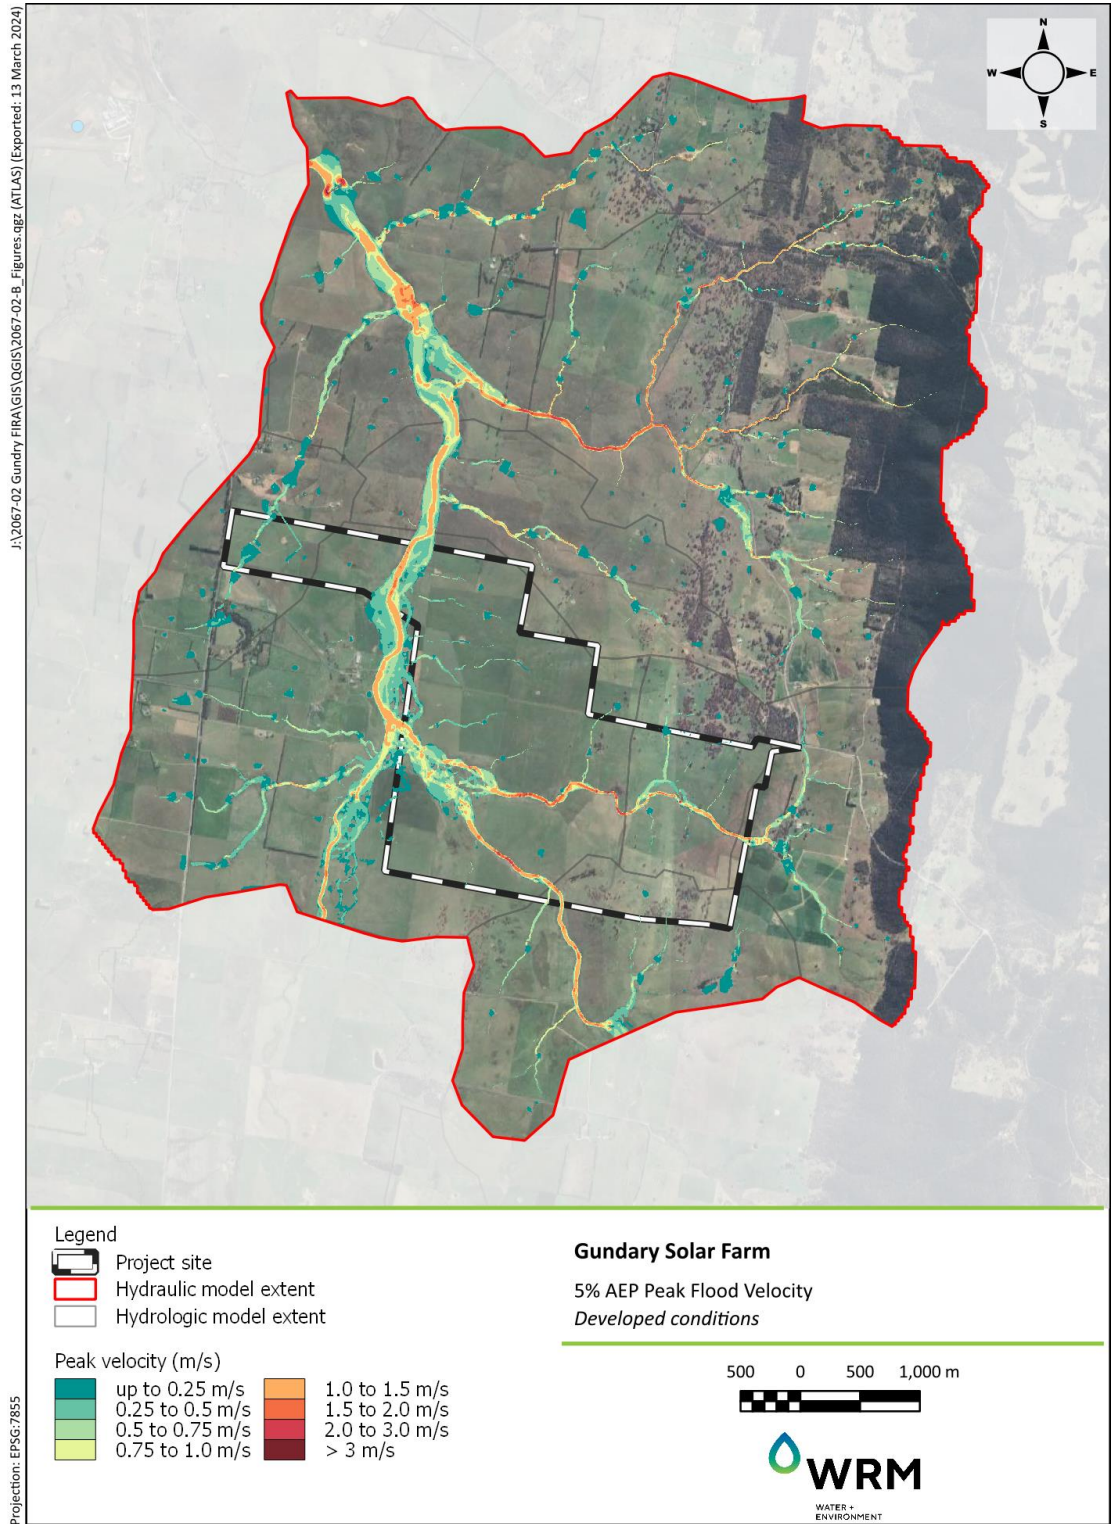 J:\2067-02 Gundry FIRA\GIS\QGIS\2067-02-B_Figures.qgz (ATLAS) (Exported: 13 March 2024)
N
W
E
S
Legend
Project site
Hydraulic model extent
Hydrologic model extent
Peak velocity (m/s)
up to 0.25 m/s
0.25 to 0.5 m/s
0.5 to 0.75 m/s
0.75 to 1.0 m/s
1.0 to 1.5 m/s
1.5 to 2.0 m/s
2.0 to 3.0 m/s
> 3 m/s
Gundary Solar Farm
5% AEP Peak Flood Velocity
Developed conditions
500 0 500 1,000 m
WRM
WATER +
ENVIRONMENT
Projection: EPSG:7855